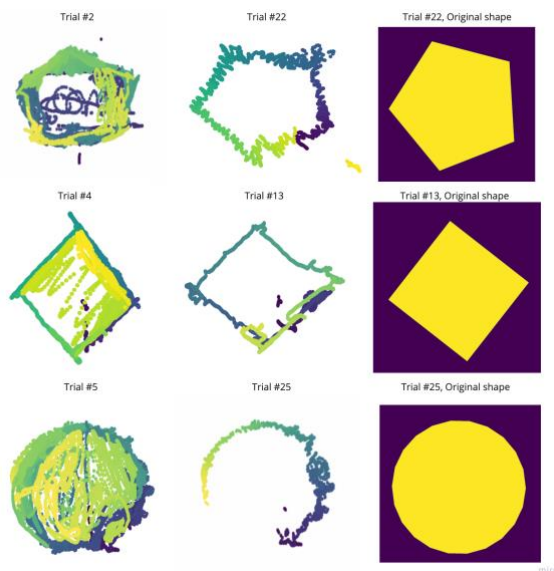 Trial #2
Trial #22
Trial #22, Original shape
Trial #4
Trial #13
Trial #13, Original shape
Trial #5
Trial #25
Trial #25, Original shape